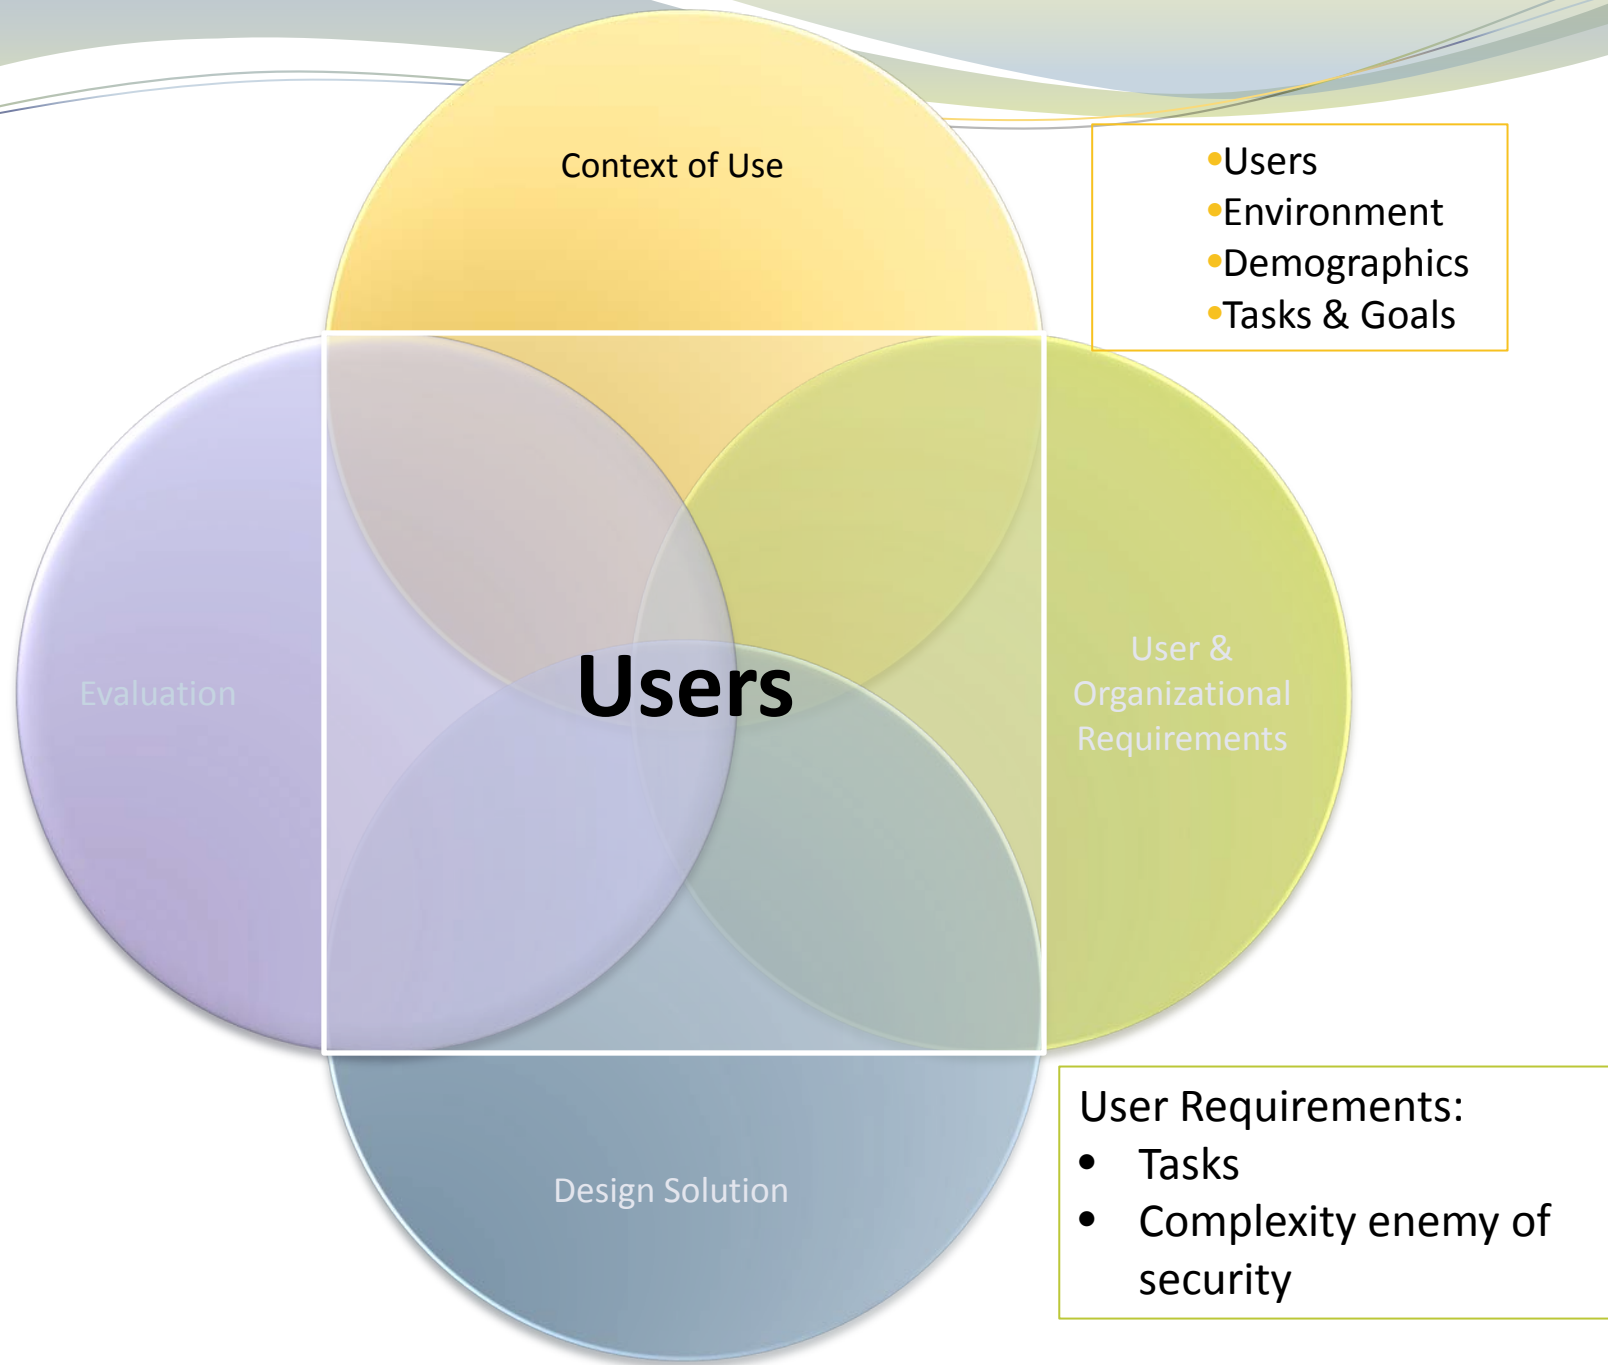 Context of Use
•Users
•Environment
•Demographics
•Tasks & Goals
Evaluation
Users
User &
Organizational
Requirements
Design Solution
User Requirements:
• Tasks
• Complexity enemy of
security